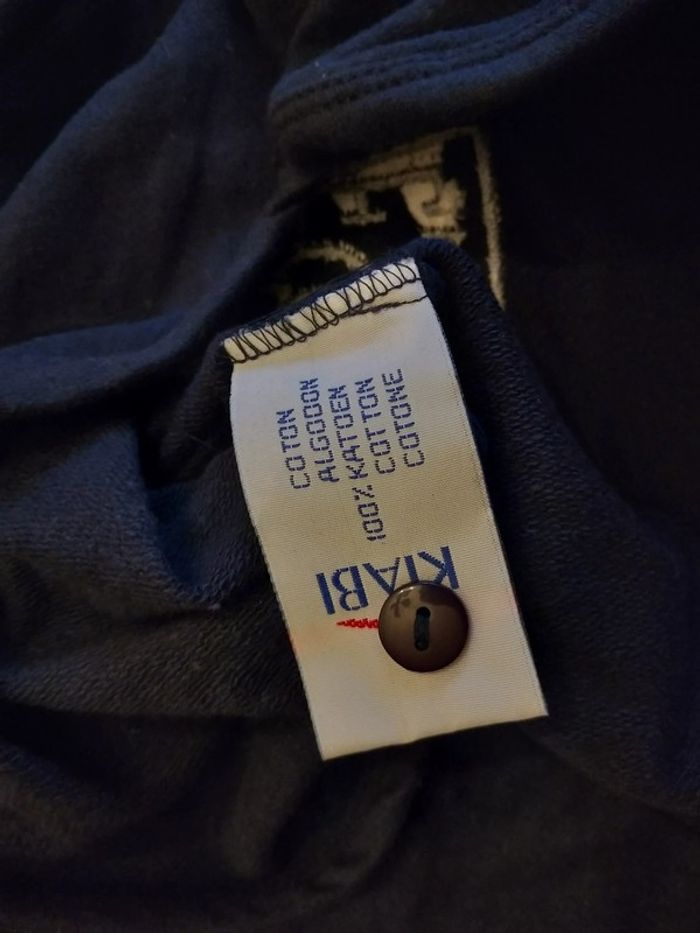 COTON
ALGODON
100% KATOEN
COTTON
COTONE
KIABI